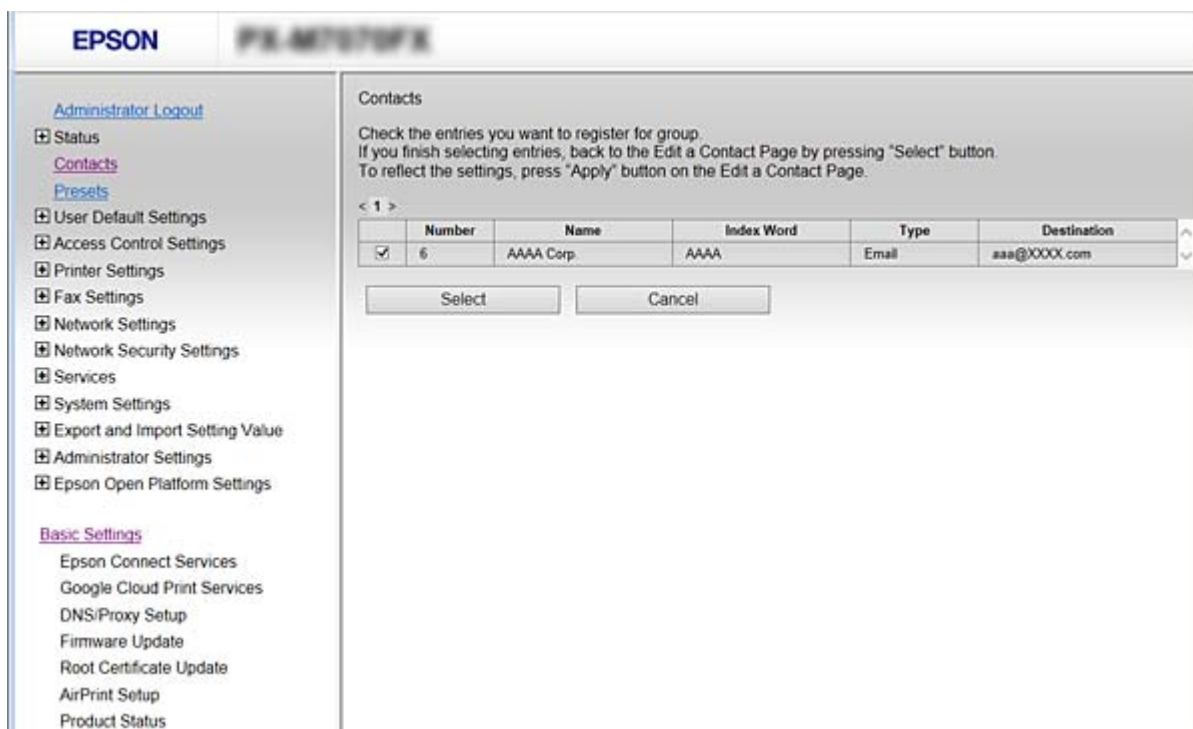 EPSON
Administrator Logout
Status
Contacts
Presets
User Default Settings
Access Control Settings
Printer Settings
Fax Settings
Network Settings
Network Security Settings
Services
System Settings
Export and Import Setting Value
Administrator Settings
Epson Open Platform Settings
Basic Settings
Epson Connect Services
Google Cloud Print Services
DNS/Proxy Setup
Firmware Update
Root Certificate Update
AirPrint Setup
Product Status
Contacts
Check the entries you want to register for group.
If you finish selecting entries, back to the Edit a Contact Page by pressing "Select" button.
To reflect the settings, press "Apply" button on the Edit a Contact Page.
< 1 >
Number Name Index Word Type Destination
6 AAAA Corp. AAAA Email aaa@XXXX.com
Select Cancel